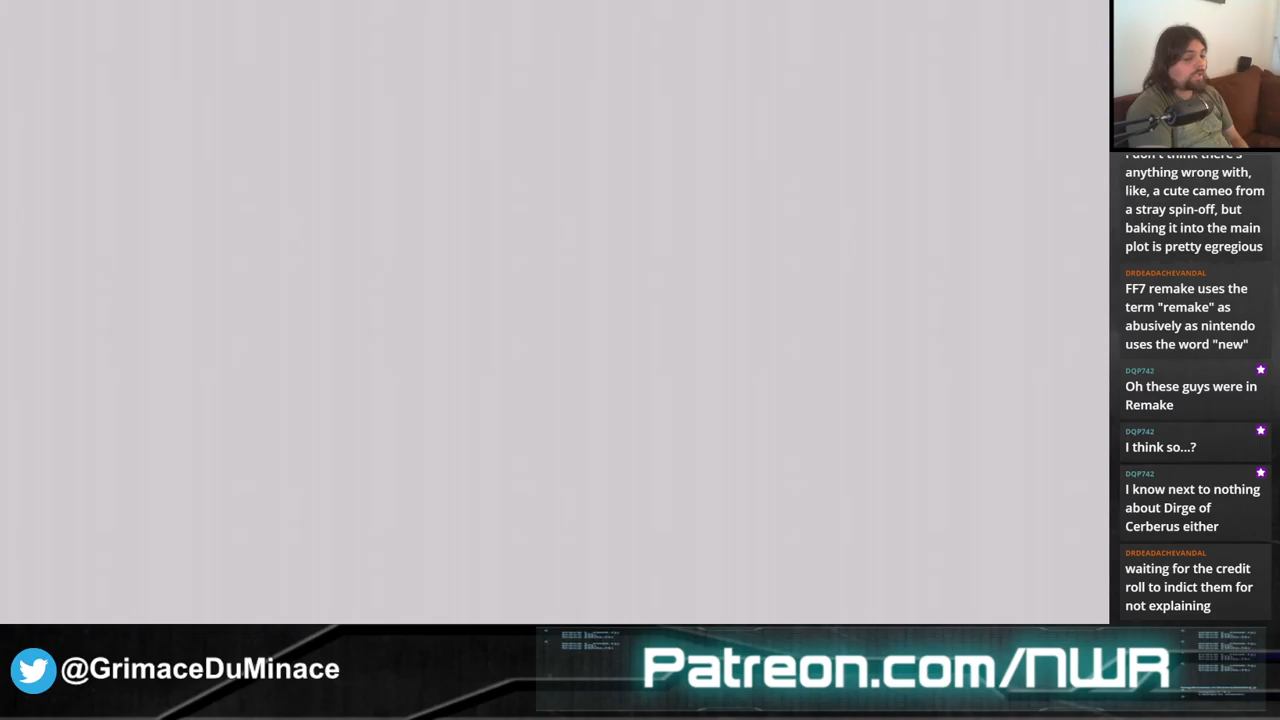 I don't think there's
anything wrong with,
like, a cute cameo from
a stray spin-off, but
baking it into the main
plot is pretty egregious
DRDEADACHEVANDAL
FF7 remake uses the
term "remake" as
abusively as nintendo
uses the word "new"
DQP742
Oh these guys were in
Remake
DQP742
I think so...?
DQP742
I know next to nothing
about Dirge of
Cerberus either
DRDEADACHEVANDAL
waiting for the credit
roll to indict them for
not explaining
@GrimaceDuMinace
Patreon.com/NWR